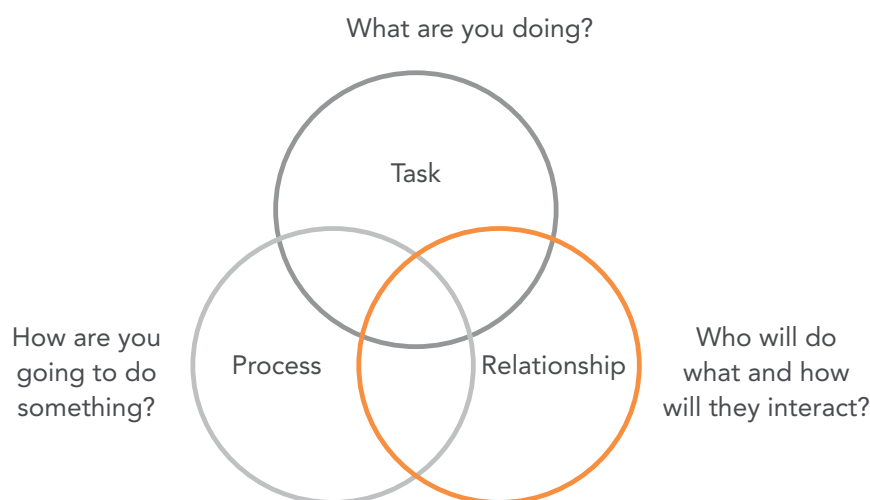 What are you doing?
Task
How are you
going to do
something?
Process
Relationship
Who will do
what and how
will they interact?